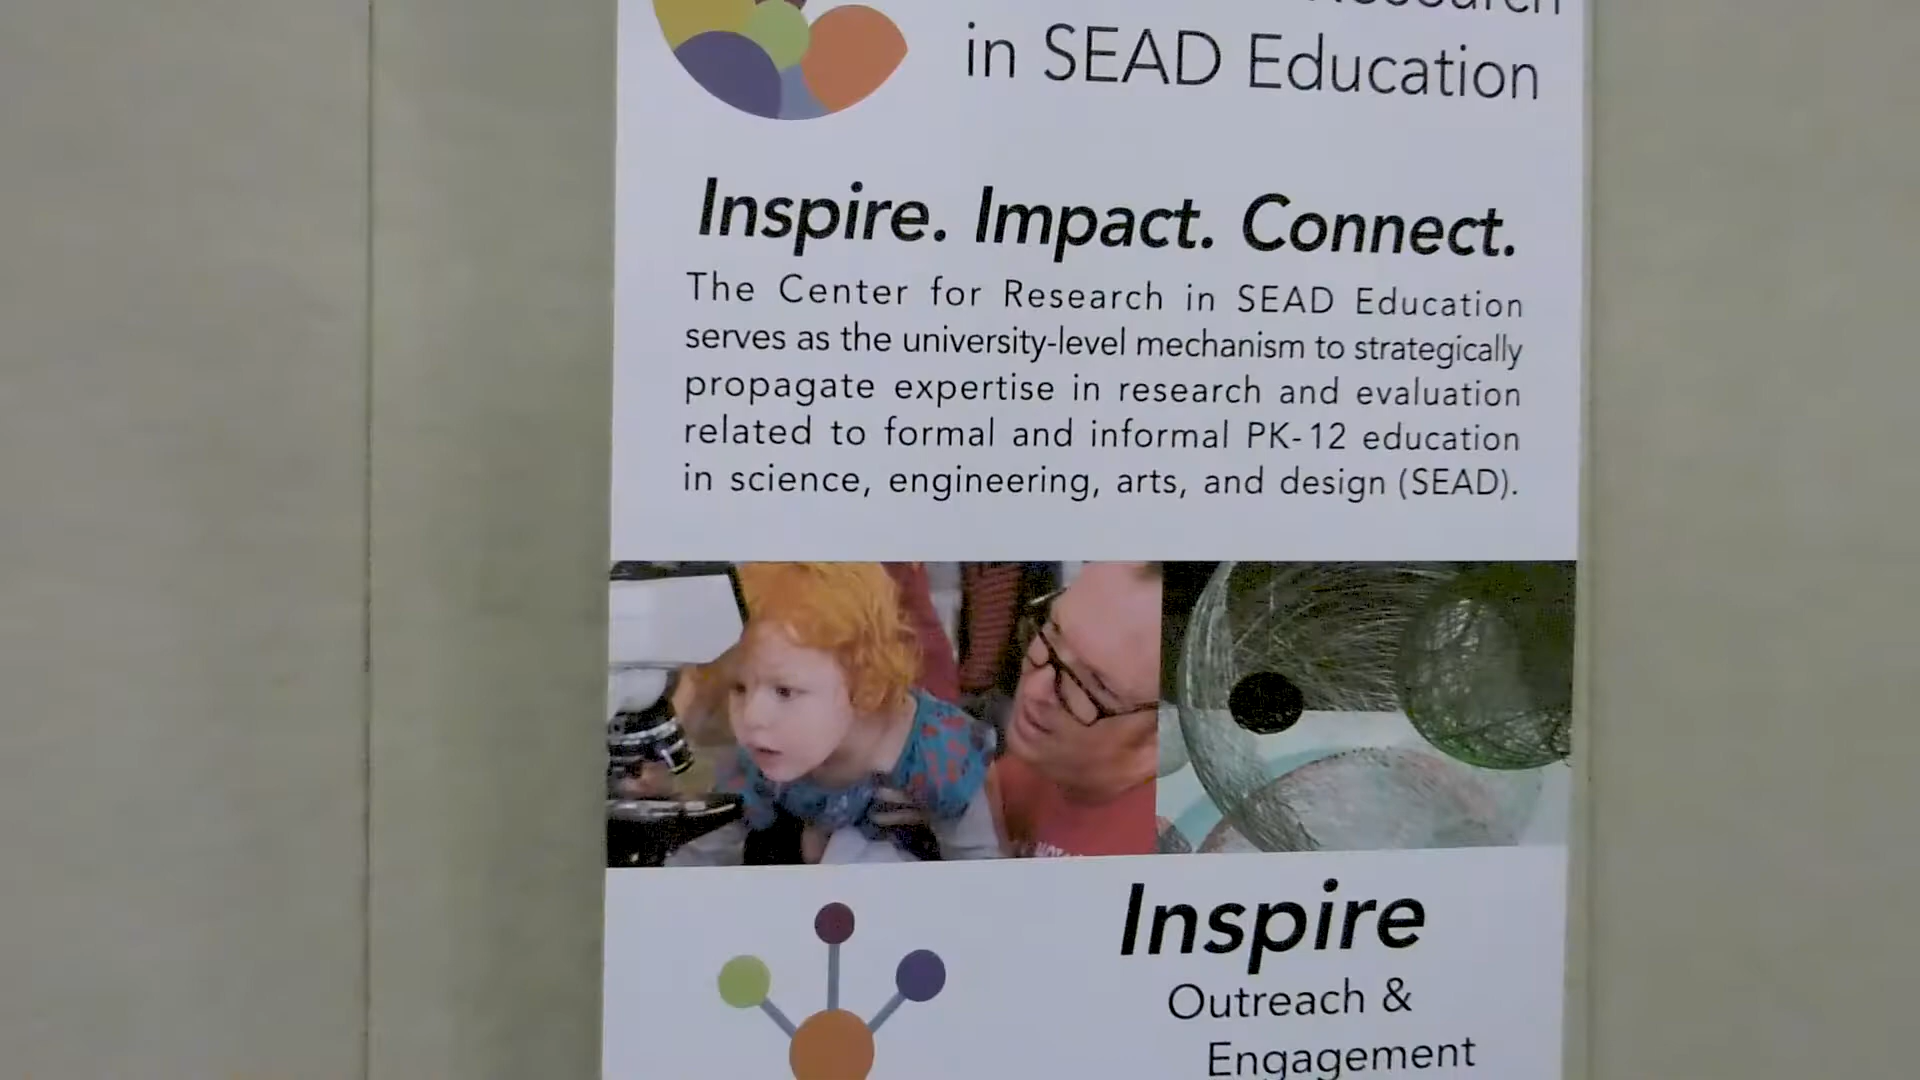 Research
in SEAD Education
Inspire. Impact. Connect.
The Center for Research in SEAD Education
serves as the university-level mechanism to strategically
propagate expertise in research and evaluation
related to formal and informal PK-12 education
in science, engineering, arts, and design (SEAD).
Inspire
Outreach &
Engagement